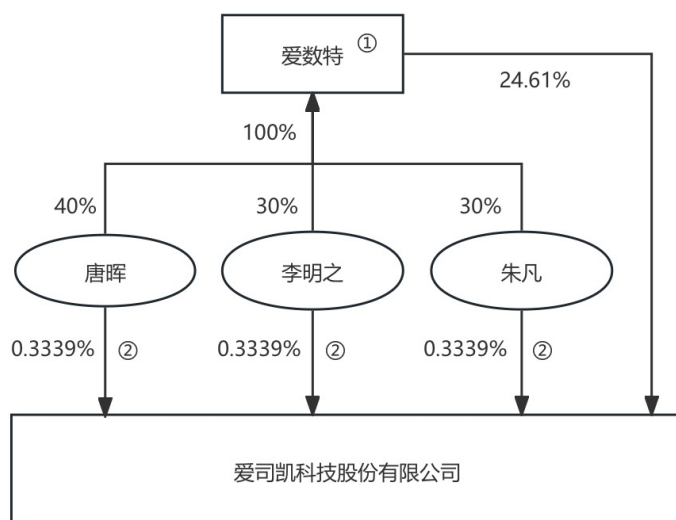 爱数特 ①
24.61%
100%
40%
30%
30%
唐晖
李明之
朱凡
0.3339% ②
0.3339% ②
0.3339% ②
爱司凯科技股份有限公司